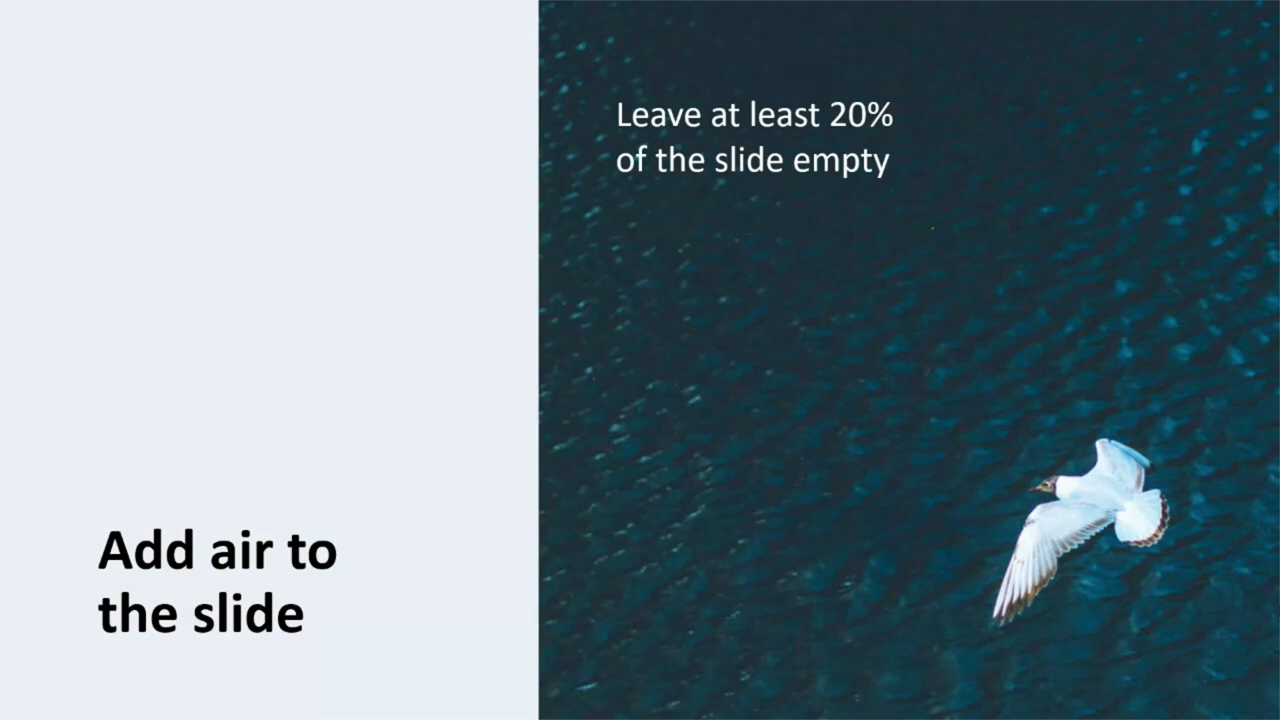 Add air to
the slide
Leave at least 20%
of the slide empty